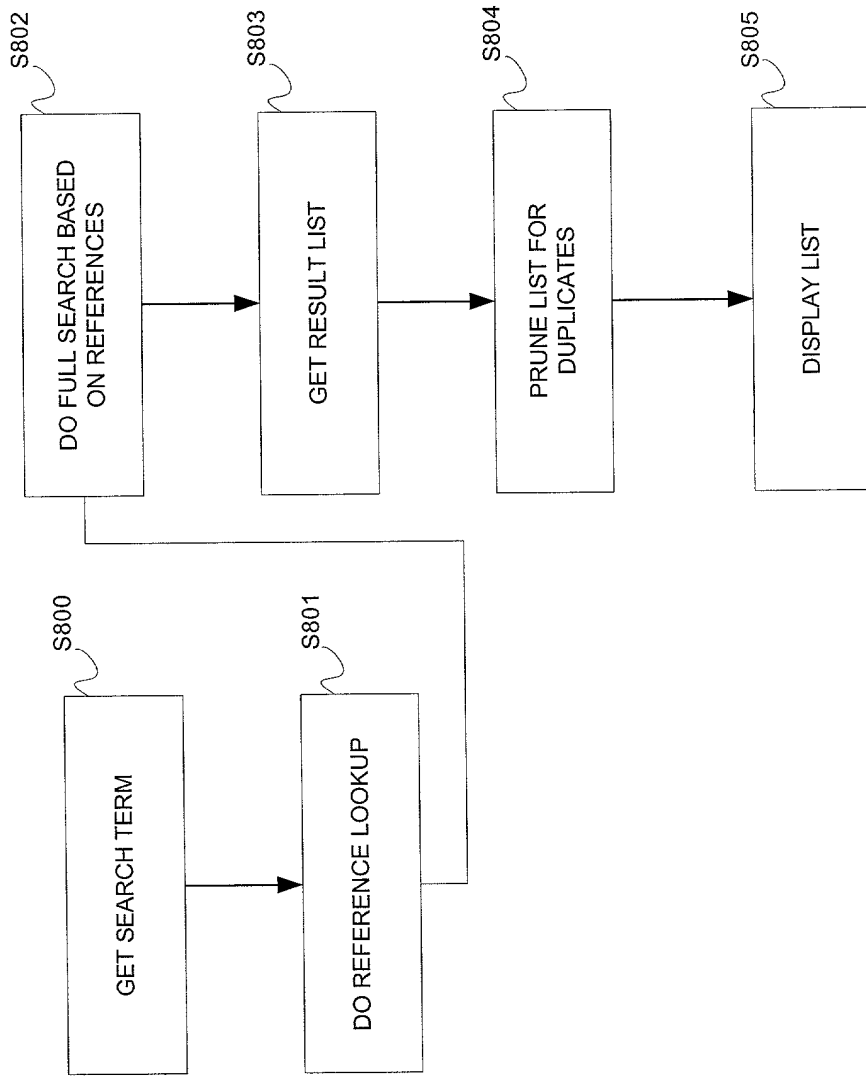 S800
GET SEARCH TERM
S801
DO REFERENCE LOOKUP
S802
DO FULL SEARCH BASED
ON REFERENCES
S803
GET RESULT LIST
S804
PRUNE LIST FOR
DUPLICATES
S805
DISPLAY LIST